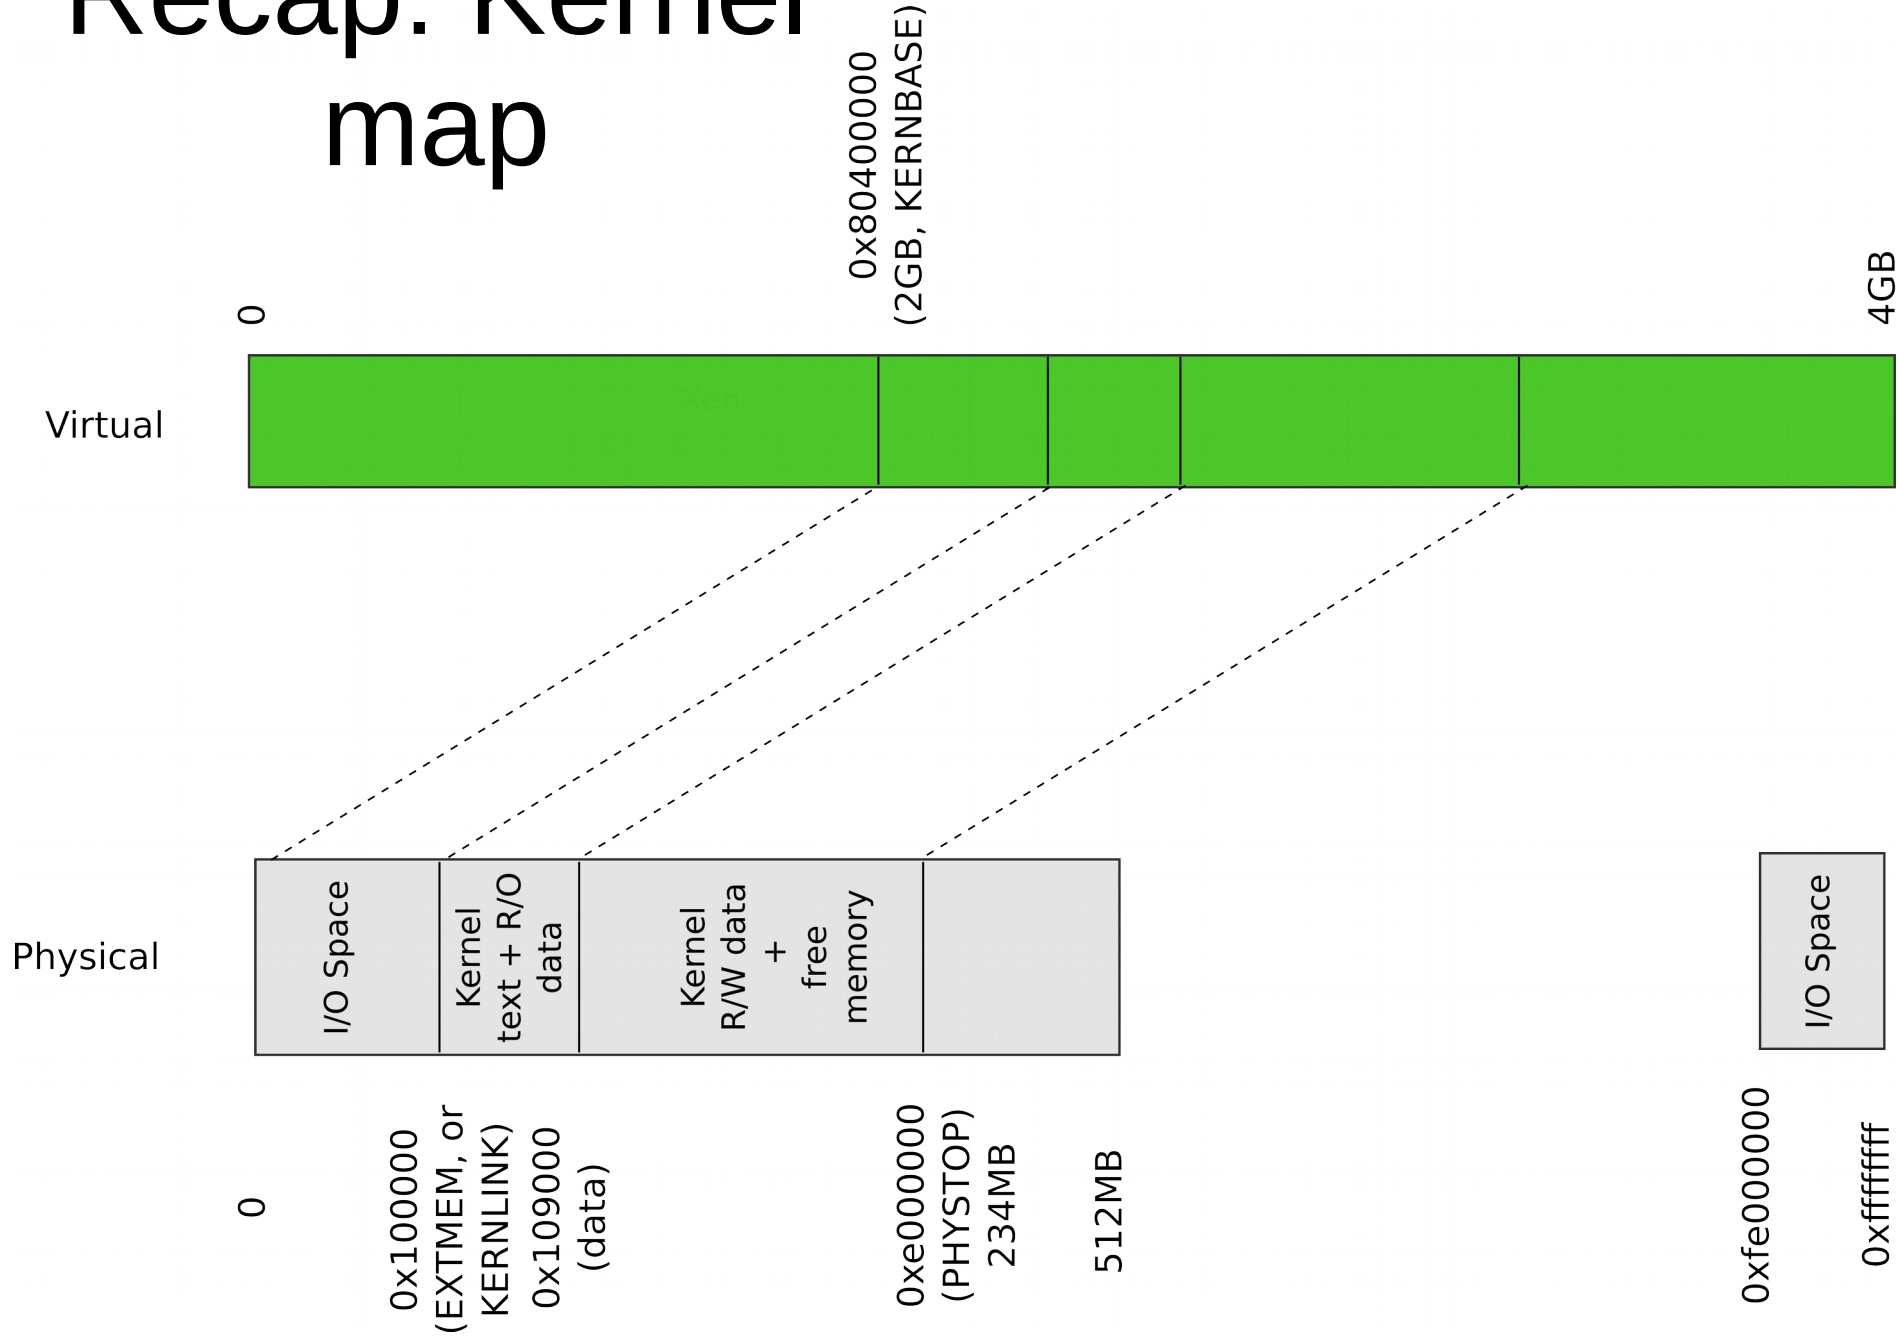 Recap: Kernel
map
0
0x80400000
(2GB, KERNBASE)
4GB
Virtual
Xen
Physical
I/O Space
Kernel
text + R/O
data
Kernel
R/W data
+
free
memory
I/O Space
0
0x100000
(EXTMEM, or
KERNLINK)
0x109000
(data)
0xe000000
(PHYSTOP)
234MB
512MB
0xfe000000
0xffffffff